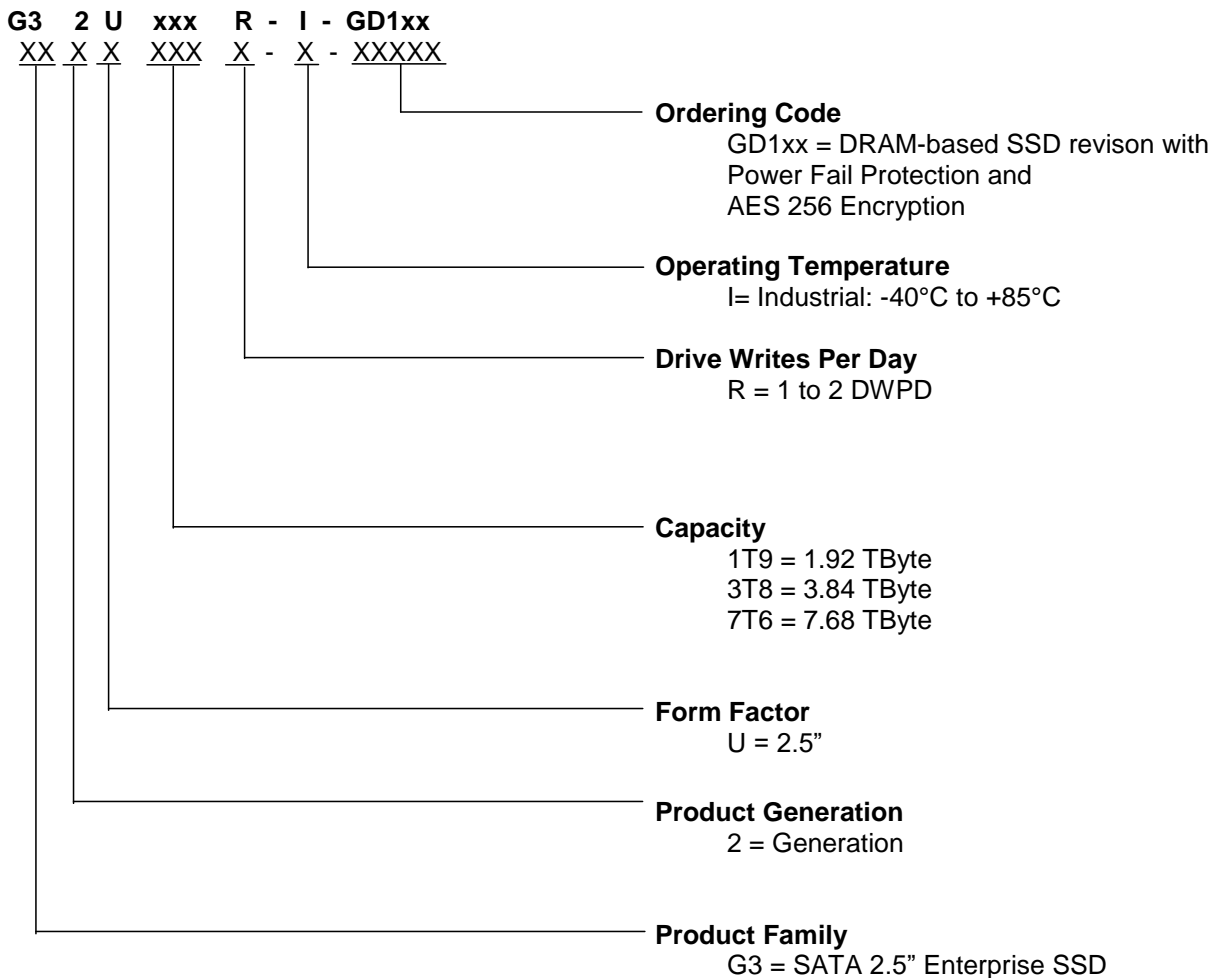 G3 2 U xxx R - I - GD1xx
XX X X XXX X - X - XXXXX
Ordering Code
GD1xx = DRAM-based SSD revison with
Power Fail Protection and
AES 256 Encryption
Operating Temperature
I= Industrial: -40°C to +85°C
Drive Writes Per Day
R = 1 to 2 DWPD
Capacity
1T9 = 1.92 TByte
3T8 = 3.84 TByte
7T6 = 7.68 TByte
Form Factor
U = 2.5”
Product Generation
2 = Generation
Product Family
G3 = SATA 2.5” Enterprise SSD